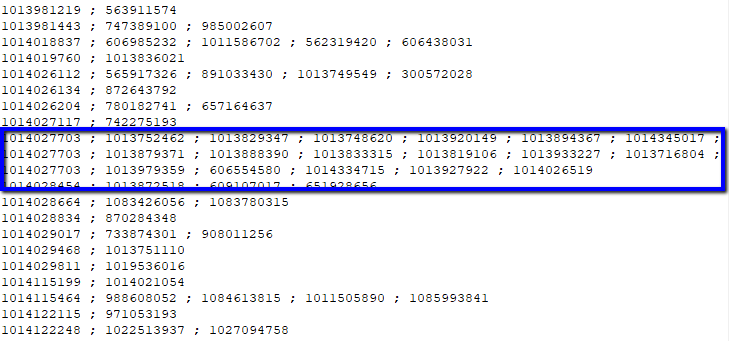 1013981219 ; 563911574
1013981443 ; 747389100 ; 985002607
1014018837 ; 606985232 ; 1011586702 ; 562319420 ; 606438031
1014019760 ; 1013836021
1014026112 ; 565917326 ; 891033430 ; 1013749549 ; 300572028
1014026134 ; 872643792
1014026204 ; 780182741 ; 657164637
1014027117 ; 742275193
1014027703 ; 1013752462 ; 1013829347 ; 1013748620 ; 1013920149 ; 1013894367 ; 1014345017 ;
1014027703 ; 1013879371 ; 1013888390 ; 1013833315 ; 1013819106 ; 1013933227 ; 1013716804 ;
1014027703 ; 1013979359 ; 606554580 ; 1014334715 ; 1013927922 ; 1014026519
1014028454 ; 1013872518 ; 609107017 ; 651928656
1014028664 ; 1083426056 ; 1083780315
1014028834 ; 870284348
1014029017 ; 733874301 ; 908011256
1014029468 ; 1013751110
1014029811 ; 1019536016
1014115199 ; 1014021054
1014115464 ; 988608052 ; 1084613815 ; 1011505890 ; 1085993841
1014122115 ; 971053193
1014122248 ; 1022513937 ; 1027094758